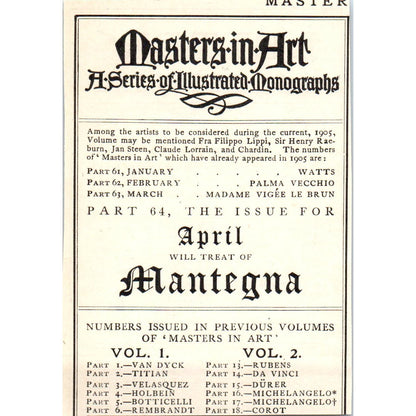 MASTER
Masters in Art
A Series of Illustrated Monographs
Among the artists to be considered during the current, 1905,
Volume may be mentioned Fra Filippo Lippi, Sir Henry Rae-
burn, Jan Steen, Claude Lorrain, and Chardin. The numbers
of ‘Masters in Art’ which have already appeared in 1905 are:
PART 61, JANUARY . . . . . WATTS
PART 62, FEBRUARY . . . PALMA VECCHIO
PART 63, MARCH . . MADAME VIGÉE LE BRUN
PART 64, THE ISSUE FOR
April
WILL TREAT OF
Mantegna
NUMBERS ISSUED IN PREVIOUS VOLUMES
OF ‘MASTERS IN ART’
VOL. 1. VOL. 2.
PART 1.—VAN DYCK PART 13.—RUBENS
PART 2.—TITIAN PART 14.—DA VINCI
PART 3.—VELASQUEZ PART 15.—DÜRER
PART 4.—HOLBEIN PART 16.—MICHELANGELO*
PART 5.—BOTTICELLI PART 17.—MICHELANGELO†
PART 6.—REMBRANDT PART 18.—COROT